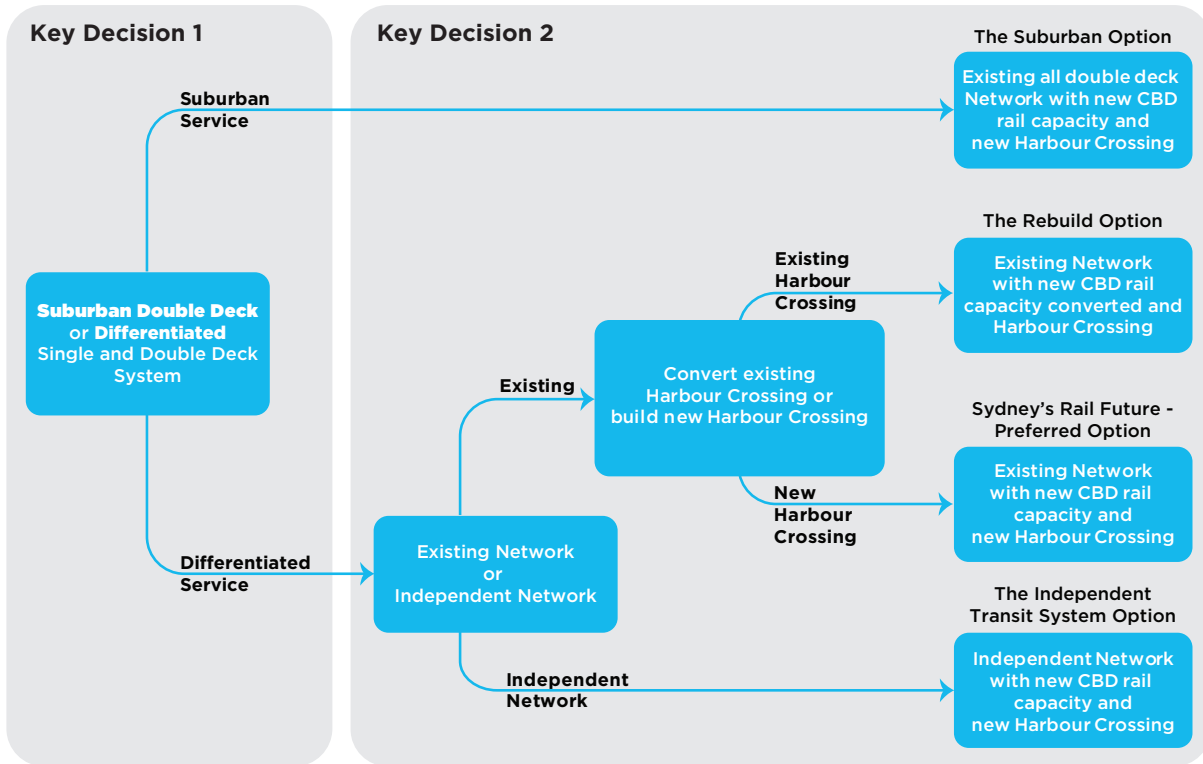 Key Decision 1
Key Decision 2
Suburban
Service
The Suburban Option
Existing all double deck
Network with new CBD
rail capacity and
new Harbour Crossing
Suburban Double Deck
or Differentiated
Single and Double Deck
System
The Rebuild Option
Existing
Harbour
Crossing
Existing Network
with new CBD rail
capacity converted and
Harbour Crossing
Existing
Convert existing
Harbour Crossing or
build new Harbour Crossing
Sydney's Rail Future -
Preferred Option
New
Harbour
Crossing
Existing Network
with new CBD rail
capacity and
new Harbour Crossing
Differentiated
Service
Existing Network
or
Independent Network
The Independent
Transit System Option
Independent
Network
Independent Network
with new CBD rail
capacity and
new Harbour Crossing